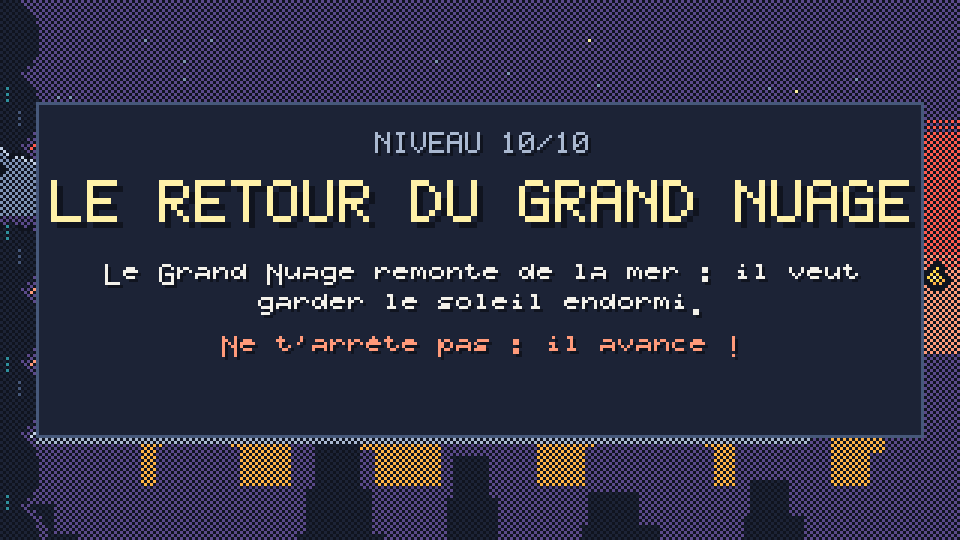 NIVEAU 10/10
LE RETOUR DU GRAND NUAGE
Le Grand Nuage remonte de la mer : il veut
garder le soleil endormi.
Ne t'arrête pas : il avance !